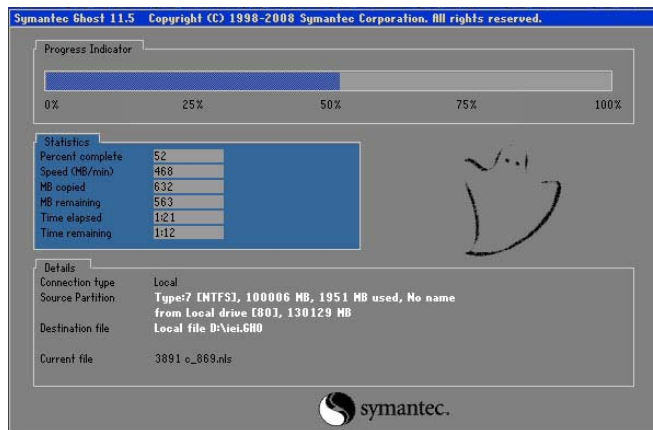 Symantec Ghost 11.5 Copyright (C) 1998-2008 Symantec Corporation. All rights reserved.
Progress Indicator
0% 25% 50% 75% 100%
Statistics
Percent complete 52
Speed (MB/min) 468
MB copied 632
MB remaining 563
Time elapsed 1:21
Time remaining 1:12
Details
Connection type Local
Source Partition Type:7 [NTFS], 100006 MB, 1951 MB used, No name
from Local drive [80], 130129 MB
Destination file Local file D:\iei.GHO
Current file 3891 c_869.nls
symantec.